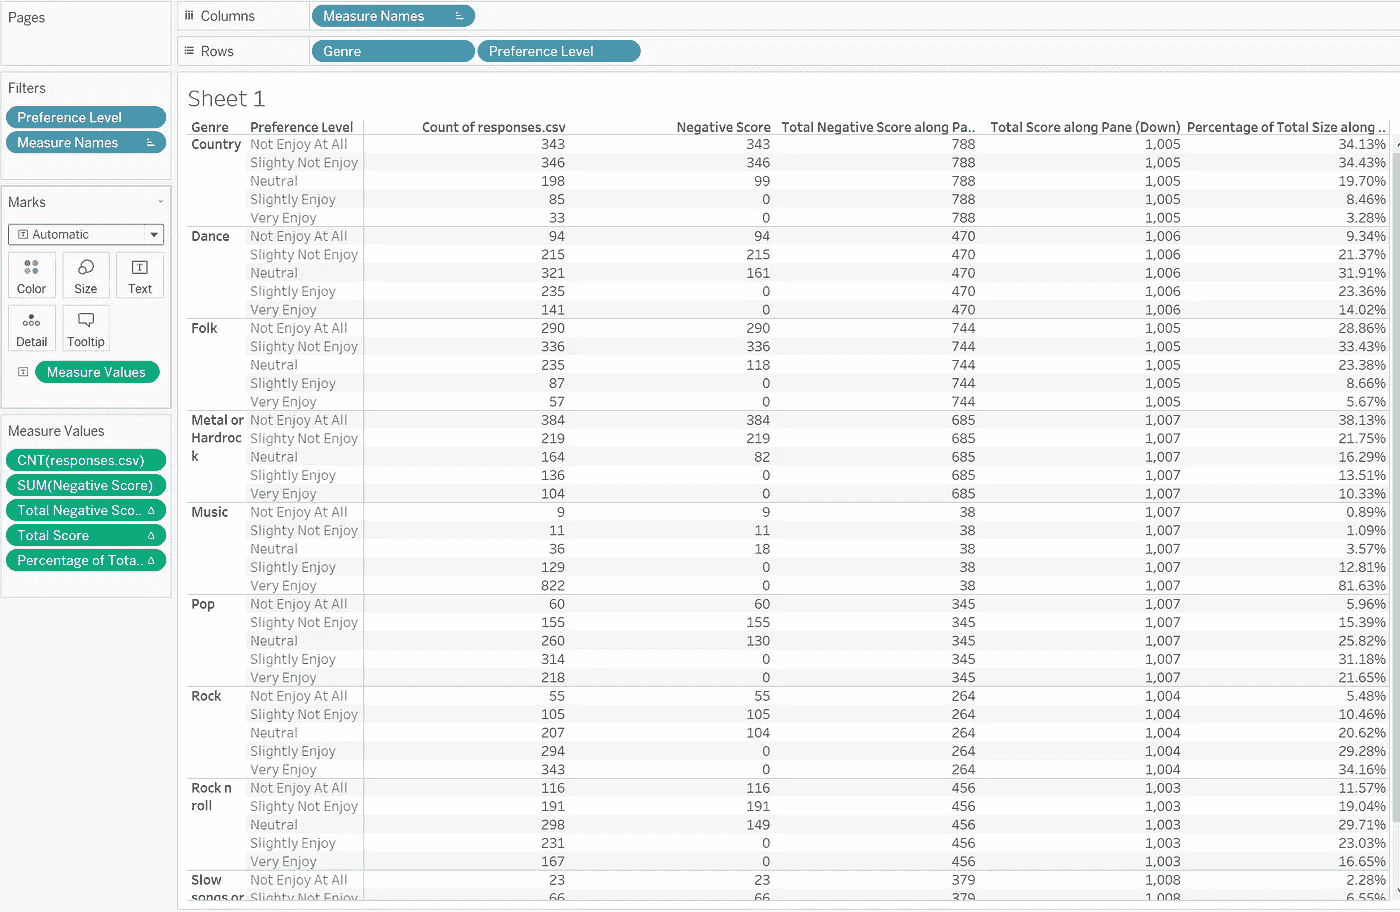 Pages
Columns
Measure Names
Rows
Genre
Preference Level
Filters
Preference Level
Measure Names
Marks
Automatic
Color
Size
Text
Detail
Tooltip
Measure Values
Measure Values
CNT(responses.csv)
SUM(Negative Score)
Total Negative Sco..
Total Score
Percentage of Tota..
Sheet 1
Genre Preference Level Count of responses.csv Negative Score Total Negative Score along Pa.. Total Score along Pane (Down) Percentage of Total Size along ..
Country Not Enjoy At All 343 343 788 1,005 34.13%
Slighty Not Enjoy 346 346 788 1,005 34.43%
Neutral 198 99 788 1,005 19.70%
Slightly Enjoy 85 0 788 1,005 8.46%
Very Enjoy 33 0 788 1,005 3.28%
Dance Not Enjoy At All 94 94 470 1,006 9.34%
Slighty Not Enjoy 215 215 470 1,006 21.37%
Neutral 321 161 470 1,006 31.91%
Slightly Enjoy 235 0 470 1,006 23.36%
Very Enjoy 141 0 470 1,006 14.02%
Folk Not Enjoy At All 290 290 744 1,005 28.86%
Slighty Not Enjoy 336 336 744 1,005 33.43%
Neutral 235 118 744 1,005 23.38%
Slightly Enjoy 87 0 744 1,005 8.66%
Very Enjoy 57 0 744 1,005 5.67%
Metal or Not Enjoy At All 384 384 685 1,007 38.13%
Hardroc Slighty Not Enjoy 219 219 685 1,007 21.75%
k Neutral 164 82 685 1,007 16.29%
Slightly Enjoy 136 0 685 1,007 13.51%
Very Enjoy 104 0 685 1,007 10.33%
Music Not Enjoy At All 9 9 38 1,007 0.89%
Slighty Not Enjoy 11 11 38 1,007 1.09%
Neutral 36 18 38 1,007 3.57%
Slightly Enjoy 129 0 38 1,007 12.81%
Very Enjoy 822 0 38 1,007 81.63%
Pop Not Enjoy At All 60 60 345 1,007 5.96%
Slighty Not Enjoy 155 155 345 1,007 15.39%
Neutral 260 130 345 1,007 25.82%
Slightly Enjoy 314 0 345 1,007 31.18%
Very Enjoy 218 0 345 1,007 21.65%
Rock Not Enjoy At All 55 55 264 1,004 5.48%
Slighty Not Enjoy 105 105 264 1,004 10.46%
Neutral 207 104 264 1,004 20.62%
Slightly Enjoy 294 0 264 1,004 29.28%
Very Enjoy 343 0 264 1,004 34.16%
Rock n Not Enjoy At All 116 116 456 1,003 11.57%
roll Slighty Not Enjoy 191 191 456 1,003 19.04%
Neutral 298 149 456 1,003 29.71%
Slightly Enjoy 231 0 456 1,003 23.03%
Very Enjoy 167 0 456 1,003 16.65%
Slow Not Enjoy At All 23 23 379 1,008 2.28%
songs or Slighty Not Enjoy 66 66 379 1,008 6.55%